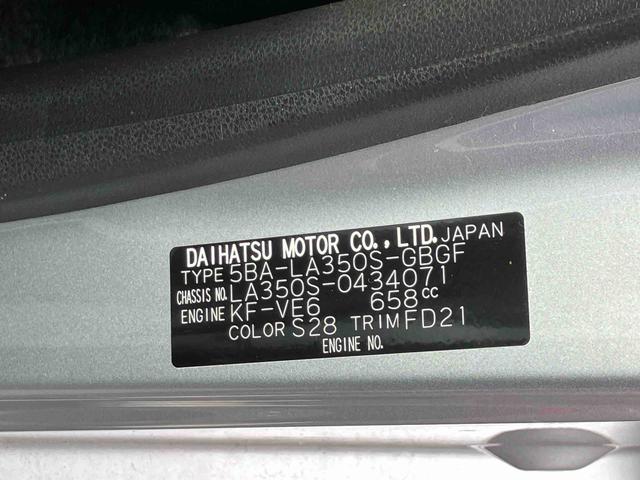 DAIHATSU MOTOR CO.,LTD. JAPAN
TYPE 5BA-LA350S-GBGF
CHASSIS NO. LA350S-0434071
ENGINE KF-VE6 658cc
COLOR S28 TRIM FD21
ENGINE NO.